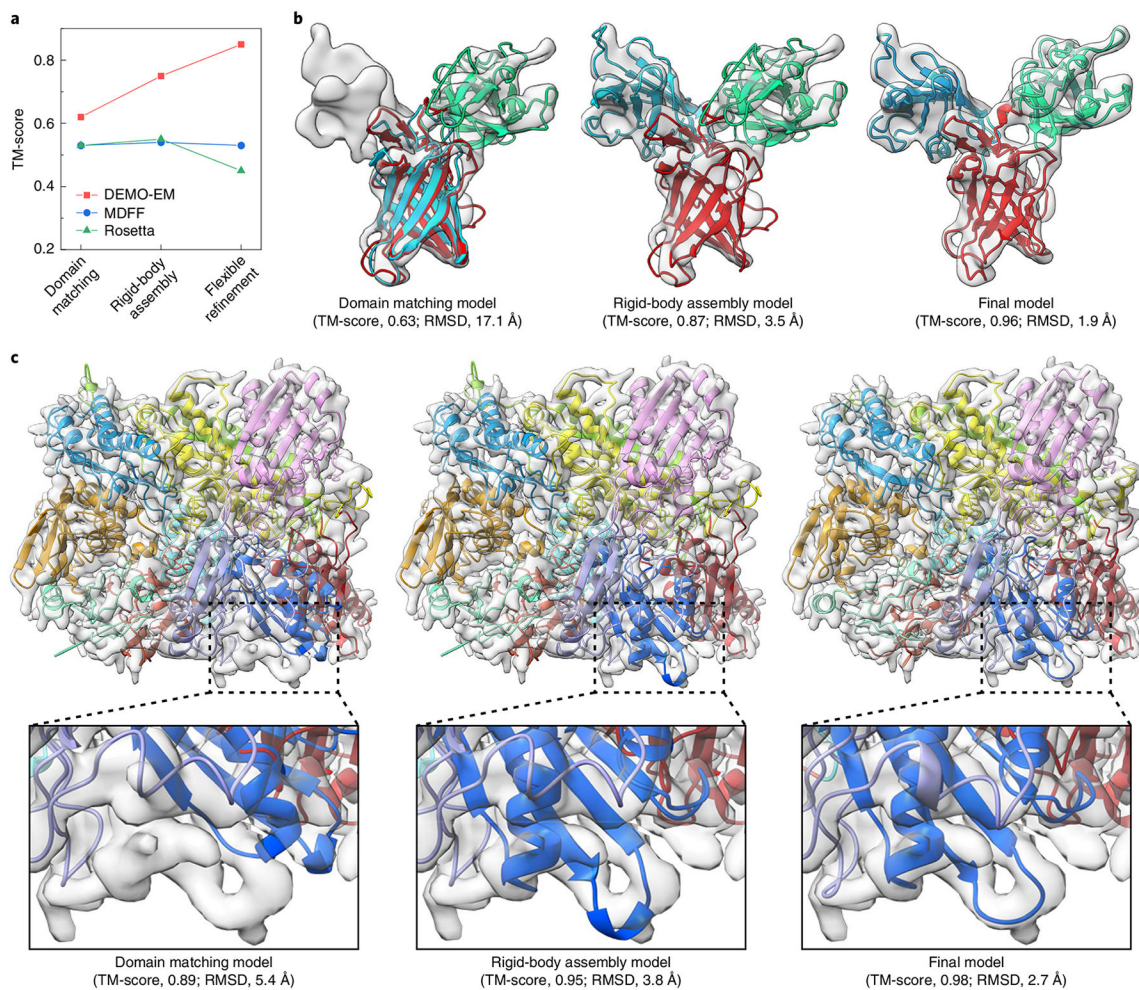 a
0.8
0.6
0.4
0.2
TM-score
DEMO-EM
MDFF
Rosetta
Domain
matching
Rigid-body
assembly
Flexible
refinement
b
Domain matching model
(TM-score, 0.63; RMSD, 17.1 Å)
Rigid-body assembly model
(TM-score, 0.87; RMSD, 3.5 Å)
Final model
(TM-score, 0.96; RMSD, 1.9 Å)
c
Domain matching model
(TM-score, 0.89; RMSD, 5.4 Å)
Rigid-body assembly model
(TM-score, 0.95; RMSD, 3.8 Å)
Final model
(TM-score, 0.98; RMSD, 2.7 Å)